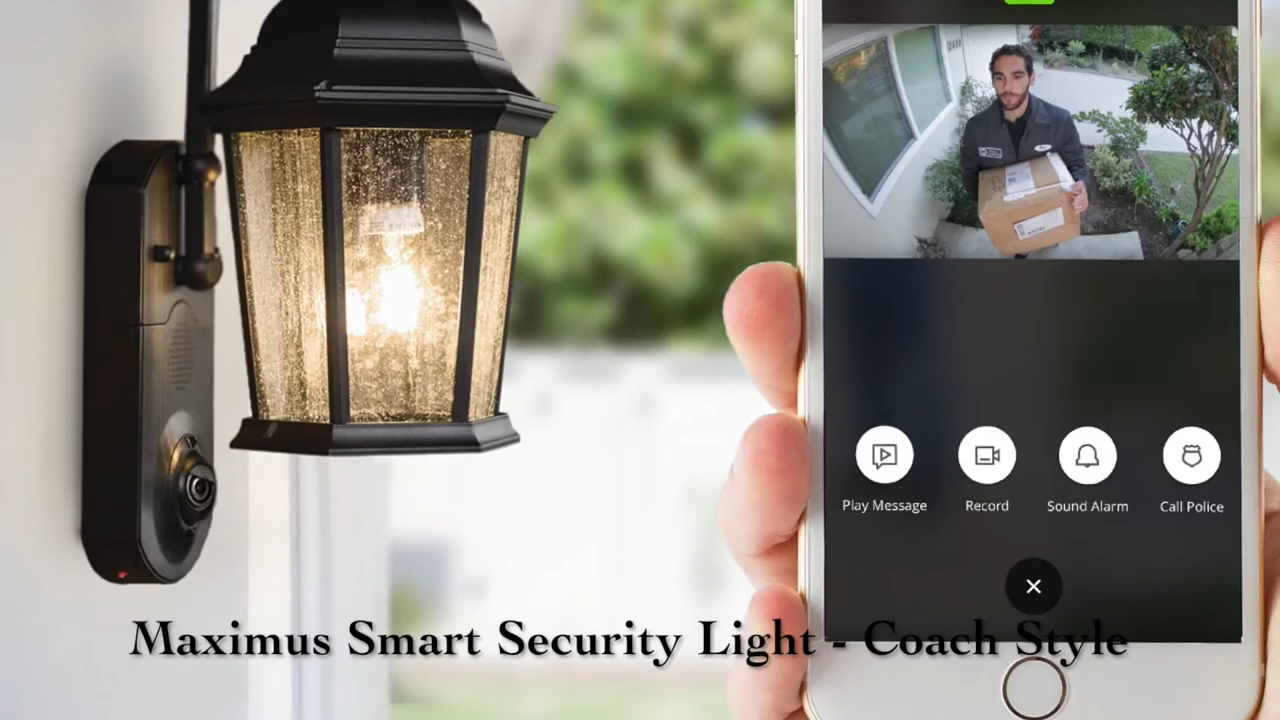 Play Message
Record
Sound Alarm
Call Police
Maximus Smart Security Light - Coach Style